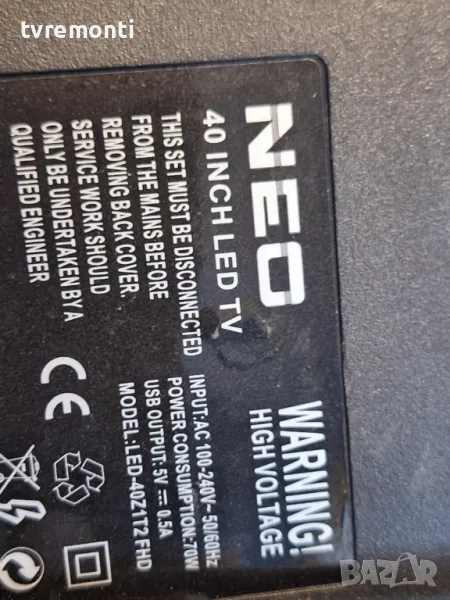 tvremonti
NEO
40 INCH LED TV
THIS SET MUST BE DISCONNECTED
FROM THE MAINS BEFORE
REMOVING BACK COVER.
SERVICE WORK SHOULD
ONLY BE UNDERTAKEN BY A
QUALIFIED ENGINEER
WARNING!
HIGH VOLTAGE
INPUT:AC 100-240V~ 50/60Hz
POWER CONSUMPTION:70W
USB OUTPUT: 5V ⎓ 0.5A
MODEL:LED-40Z1T2 FHD
CE
BAZAR